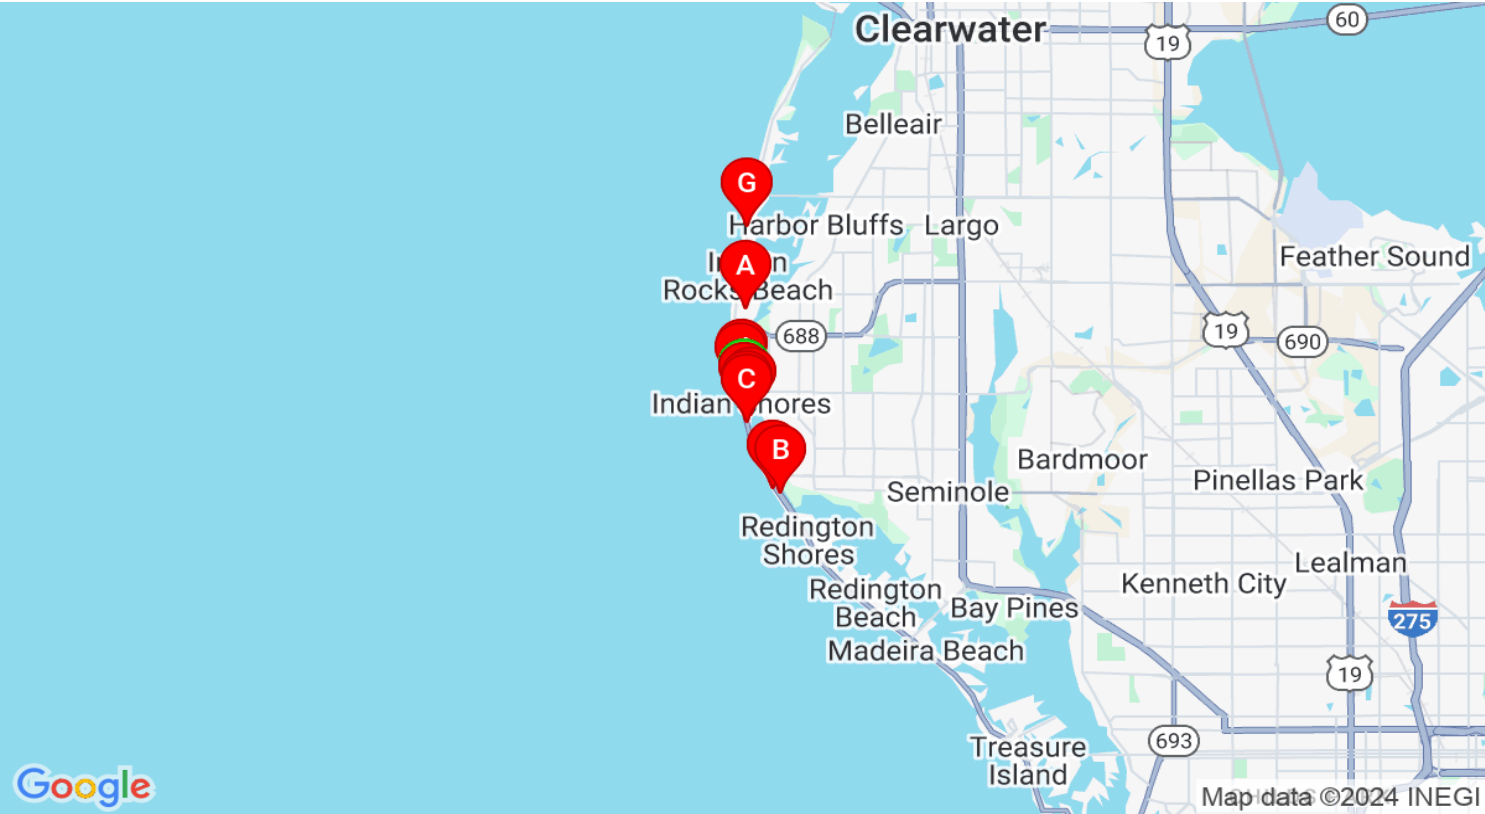 Clearwater
60
19
Belleair
G
Harbor Bluffs
Largo
Feather Sound
A
Rocks Beach
688
19
690
C
Indian Shores
B
Bardmoor
Pinellas Park
Seminole
Redington
Shores
Lealman
Kenneth City
Redington
Beach
Bay Pines
275
Madeira Beach
19
693
Treasure
Island
Google
Map data ©2024 INEGI